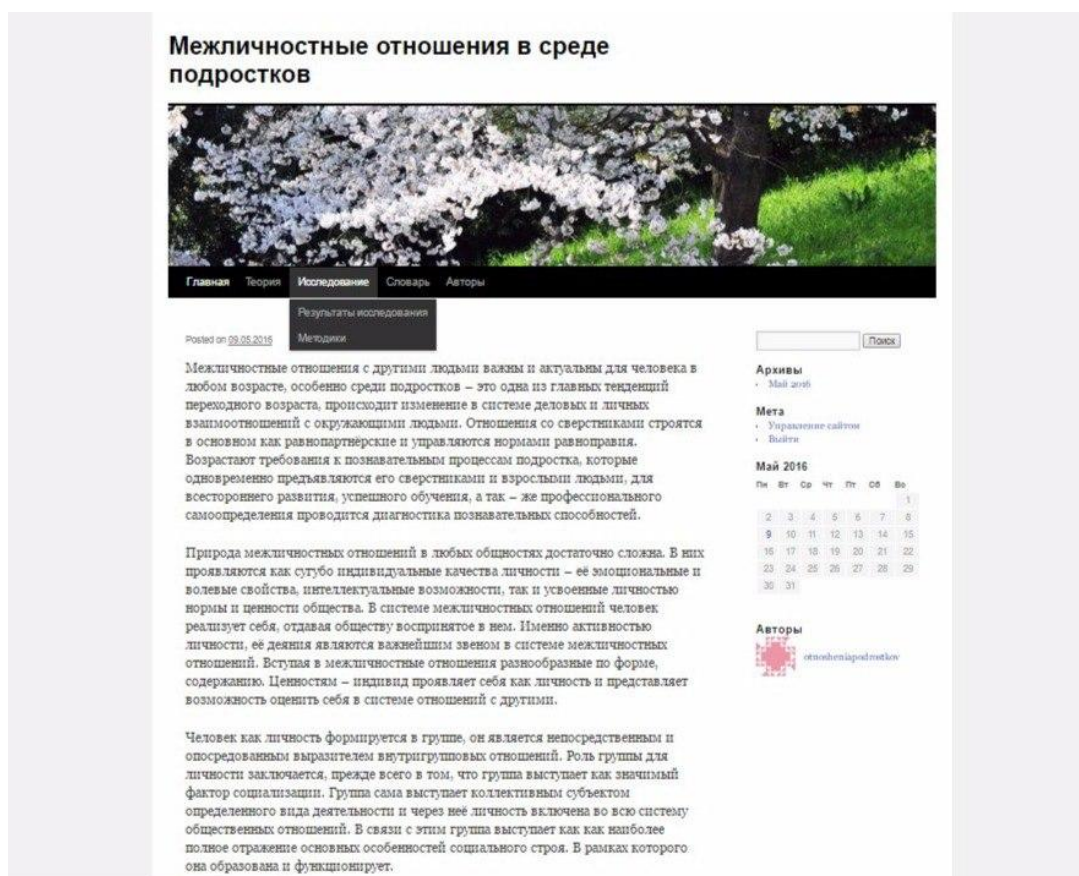 Межличностные отношения в среде
подростков
Главная Теория Исследование Словарь Авторы
Результаты исследования
Методики
Posted on 09.05.2016
Межличностные отношения с другими людьми важны и актуальны для человека в
любом возрасте, особенно среди подростков – это одна из главных тенденций
переходного возраста, происходит изменение в системе деловых и личных
взаимоотношений с окружающими людьми. Отношения со сверстниками строятся
в основном как равнопартнёрские и управляются нормами равноправия.
Возрастают требования к познавательным процессам подростка, которые
одновременно предъявляются его сверстниками и взрослыми людьми, для
всестороннего развития, успешного обучения, а так – же профессионального
самоопределения проводится диагностика познавательных способностей.
Природа межличностных отношений в любых общностях достаточно сложна. В них
проявляются как сугубо индивидуальные качества личности – её эмоциональные и
волевые свойства, интеллектуальные возможности, так и усвоенные личностью
нормы и ценности общества. В системе межличностных отношений человек
реализует себя, отдавая обществу воспринятое в нем. Именно активностью
личности, её деяния являются важнейшим звеном в системе межличностных
отношений. Вступая в межличностные отношения разнообразные по форме,
содержанию. Ценностям – индивид проявляет себя как личность и представляет
возможность оценить себя в системе отношений с другими.
Человек как личность формируется в группе, он является непосредственным и
опосредованным выразителем внутригрупповых отношений. Роль группы для
личности заключается, прежде всего в том, что группа выступает как значимый
фактор социализации. Группа сама выступает коллективным субъектом
определенного вида деятельности и через неё личность включена во всю систему
общественных отношений. В связи с этим группа выступает как как наиболее
полное отражение основных особенностей социального строя. В рамках которого
она образована и функционирует.
Поиск
Архивы
Май 2016
Мета
Управление сайтом
Выйти
Май 2016
Пн Вт Ср Чт Пт Сб Вс
1
2 3 4 5 6 7 8
9 10 11 12 13 14 15
16 17 18 19 20 21 22
23 24 25 26 27 28 29
30 31
Авторы
otnosheniapodrostkov